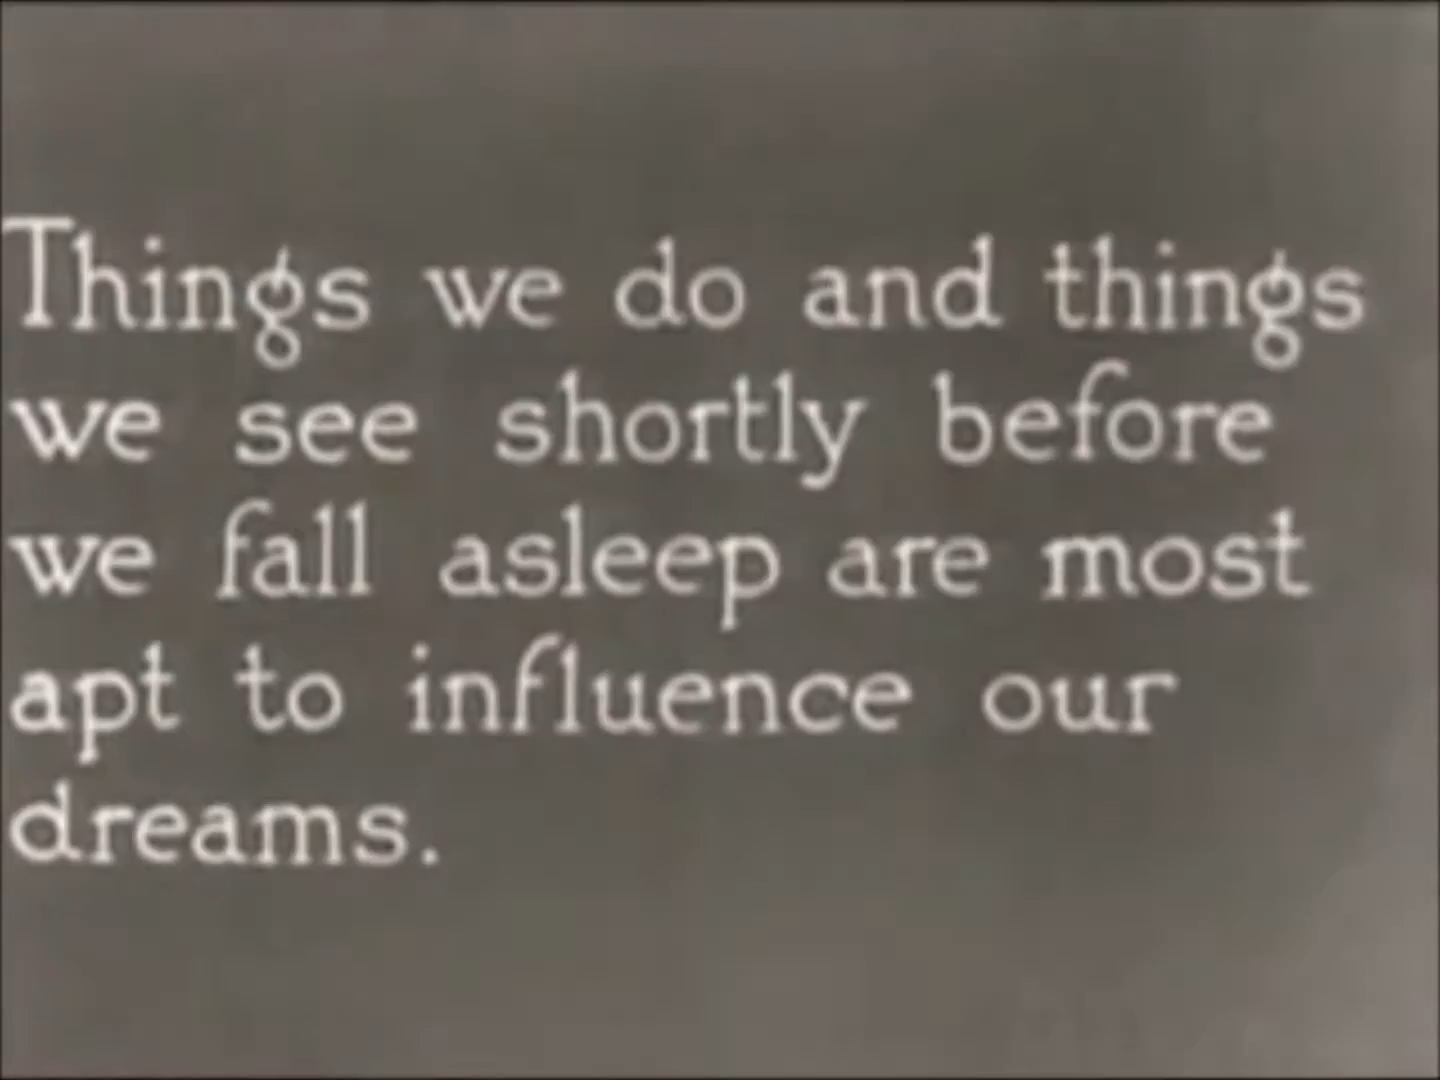 Things we do and things
we see shortly before
we fall asleep are most
apt to influence our
dreams.